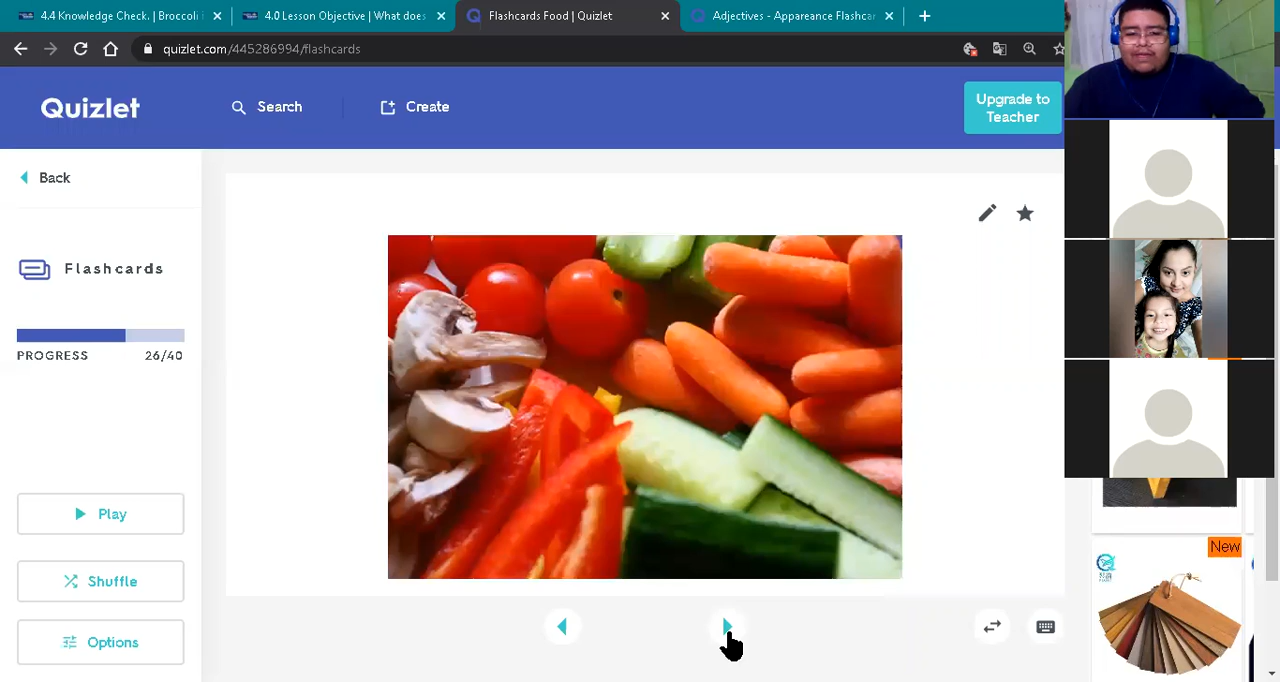 4.4 Knowledge Check. | Broccoli
4.0 Lesson Objective | What does
Flashcards Food | Quizlet
Adjectives - Appareance Flashcar
quizlet.com/445286994/flashcards
Quizlet
Search
Create
Upgrade to
Teacher
Back
Flashcards
PROGRESS 26/40
Play
Shuffle
Options
New